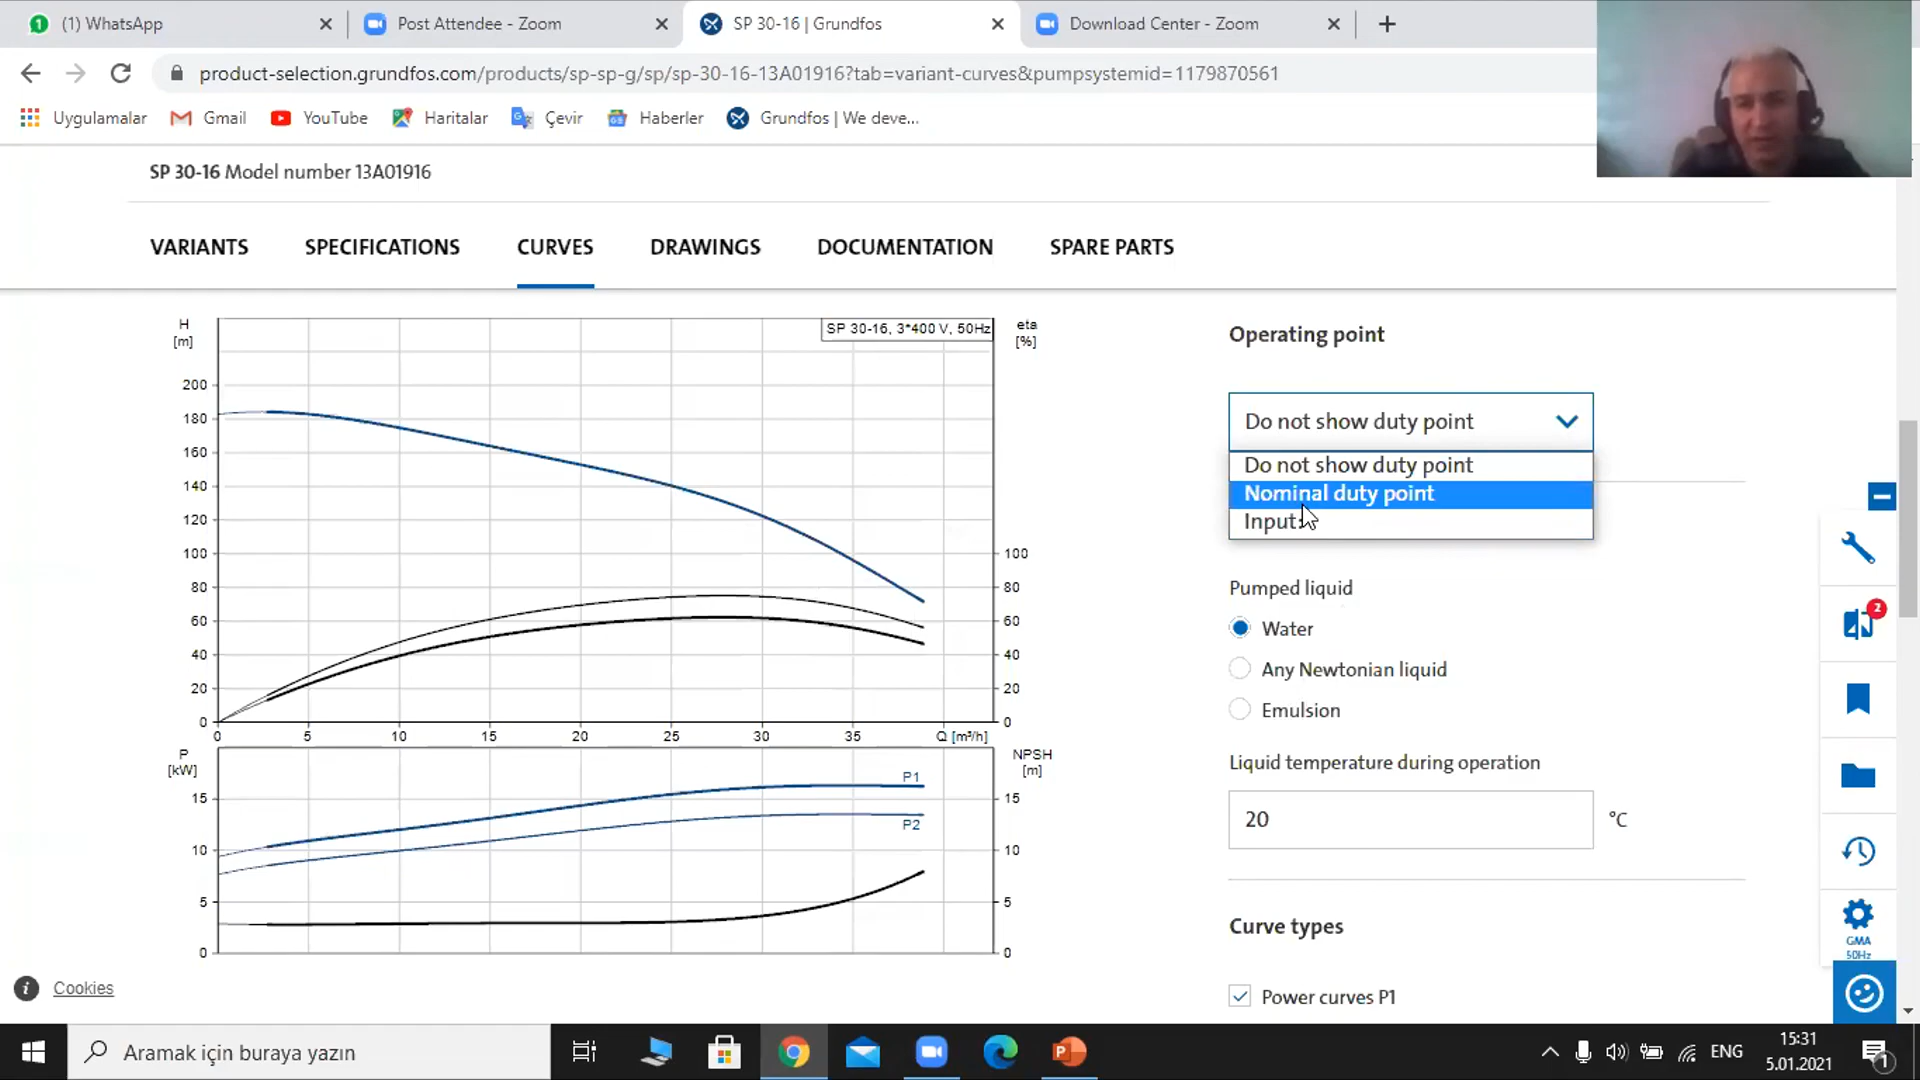 (1) WhatsApp
Post Attendee - Zoom
SP 30-16 | Grundfos
Download Center - Zoom
product-selection.grundfos.com/products/sp-sp-g/sp/sp-30-16-13A01916?tab=variant-curves&pumpsystemid=1179870561
Uygulamalar
Gmail
YouTube
Haritalar
Çevir
Haberler
Grundfos | We deve...
SP 30-16 Model number 13A01916
VARIANTS
SPECIFICATIONS
CURVES
DRAWINGS
DOCUMENTATION
SPARE PARTS
H
[m]
SP 30-16, 3*400 V, 50Hz
eta
[%]
200
180
160
140
120
100
80
60
40
20
0
100
80
60
40
20
0
0 5 10 15 20 25 30 35 Q [m³/h]
P
[kW]
NPSH
[m]
P1
P2
15
10
5
0
15
10
5
0
Operating point
Do not show duty point
Do not show duty point
Nominal duty point
Input:
Pumped liquid
Water
Any Newtonian liquid
Emulsion
Liquid temperature during operation
20 °C
Curve types
Power curves P1
2
GMA
50Hz
Cookies
Aramak için buraya yazın
ENG
15:31
5.01.2021
1